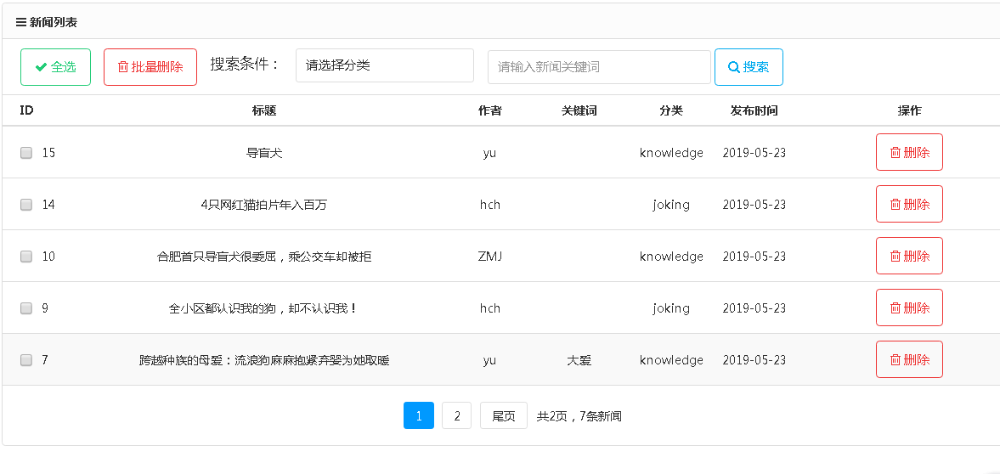 新闻列表
全选 批量删除 搜索条件： 请选择分类 请输入新闻关键词 搜索
ID 标题 作者 关键词 分类 发布时间 操作
15 导盲犬 yu knowledge 2019-05-23 删除
14 4只网红猫拍片年入百万 hch joking 2019-05-23 删除
10 合肥首只导盲犬很委屈，乘公交车却被拒 ZMJ knowledge 2019-05-23 删除
9 全小区都认识我的狗，却不认识我！ hch joking 2019-05-23 删除
7 跨越种族的母爱：流浪狗麻麻抱紧弃婴为她取暖 yu 大爱 knowledge 2019-05-23 删除
1 2 尾页 共2页，7条新闻